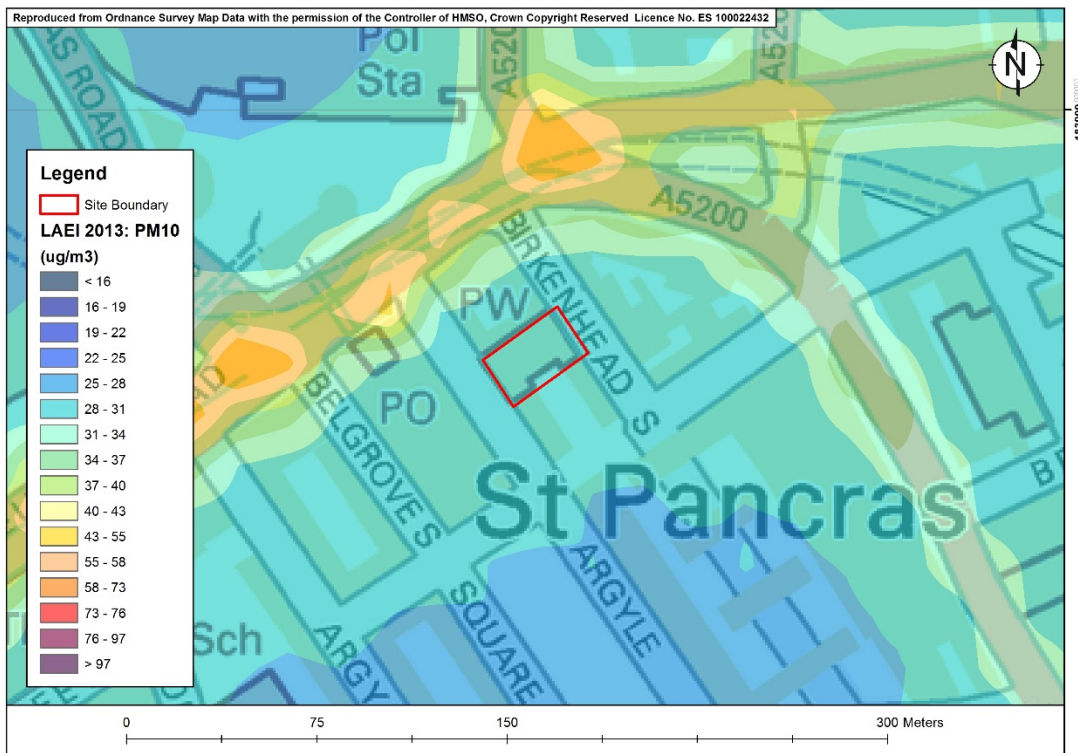 Reproduced from Ordnance Survey Map Data with the permission of the Controller of HMSO, Crown Copyright Reserved Licence No. ES 100022432
AS ROAD
Pol
Sta
A520
A520
N
Legend
Site Boundary
LAEI 2013: PM10
(ug/m3)
< 16
16 - 19
19 - 22
22 - 25
25 - 28
28 - 31
31 - 34
34 - 37
37 - 40
40 - 43
43 - 55
55 - 58
58 - 73
73 - 76
76 - 97
> 97
A5200
BIRKENHEAD S
PW
AD
PO
BELGROVE S
St Pancras
B
ARGYLE
SQUARE
Sch
ARGY
0 75 150 300 Meters